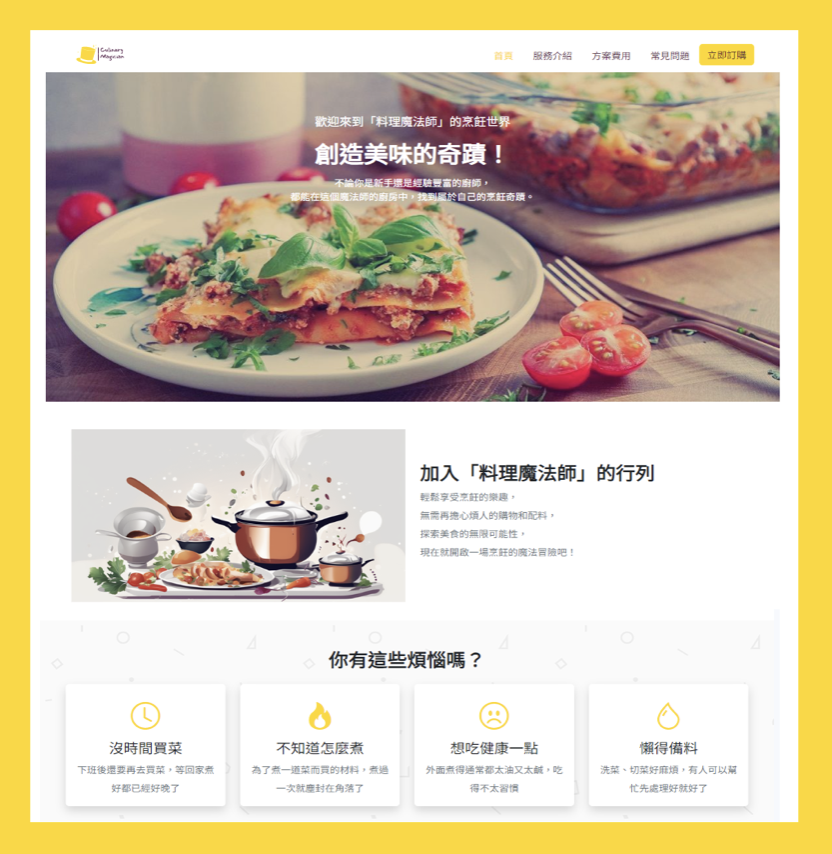 Culinary
Magician
首頁 服務介紹 方案費用 常見問題 立即訂購
歡迎來到「料理魔法師」的烹飪世界
創造美味的奇蹟！
不論你是新手還是經驗豐富的廚師，
都能在這個魔法師的廚房中，找到屬於自己的烹飪奇蹟。
加入「料理魔法師」的行列
輕鬆享受烹飪的樂趣，
無需再擔心煩人的購物和配料，
探索美食的無限可能性，
現在就開啟一場烹飪的魔法冒險吧！
你有這些煩惱嗎？
沒時間買菜
下班後還要再去買菜，等回家煮
好都已經好晚了
不知道怎麼煮
為了煮一道菜而買的材料，煮過
一次就塵封在角落了
想吃健康一點
外面煮得通常都太油又太鹹，吃
得不太習慣
懶得備料
洗菜、切菜好麻煩，有人可以幫
忙先處理好就好了